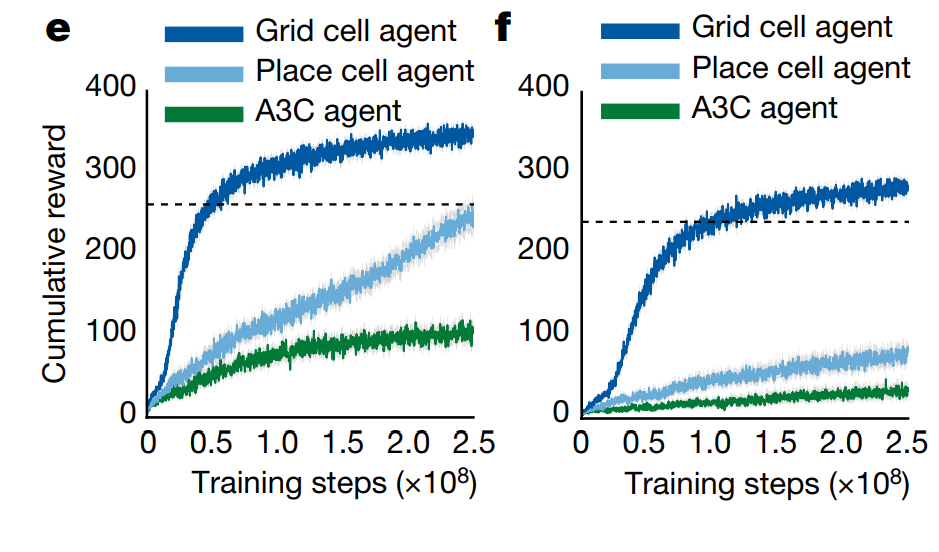 e
Grid cell agent
Place cell agent
A3C agent
Cumulative reward
400
300
200
100
0
0 0.5 1.0 1.5 2.0 2.5
Training steps (×10⁸)
f
Grid cell agent
Place cell agent
A3C agent
400
300
200
100
0
0 0.5 1.0 1.5 2.0 2.5
Training steps (×10⁸)